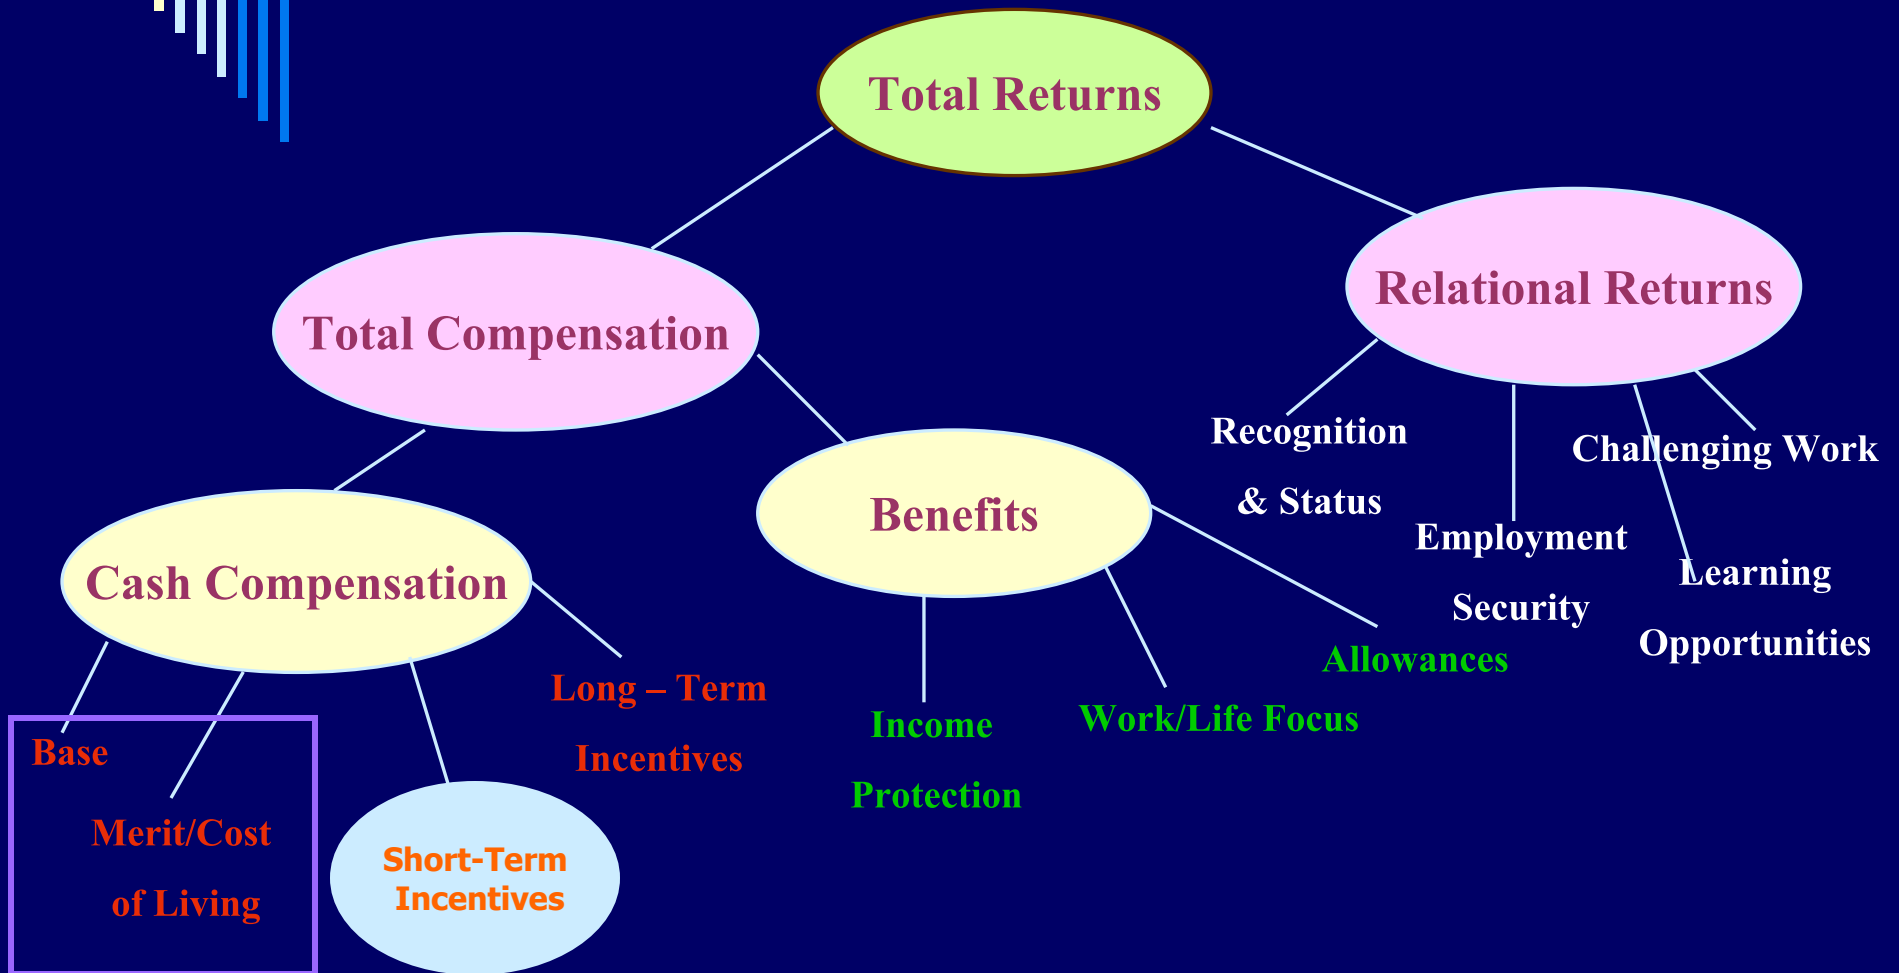 Total Returns
Relational Returns
Total Compensation
Recognition
& Status
Challenging Work
Employment
Security
Learning
Opportunities
Benefits
Cash Compensation
Allowances
Work/Life Focus
Income
Protection
Long – Term
Incentives
Base
Merit/Cost
of Living
Short-Term
Incentives